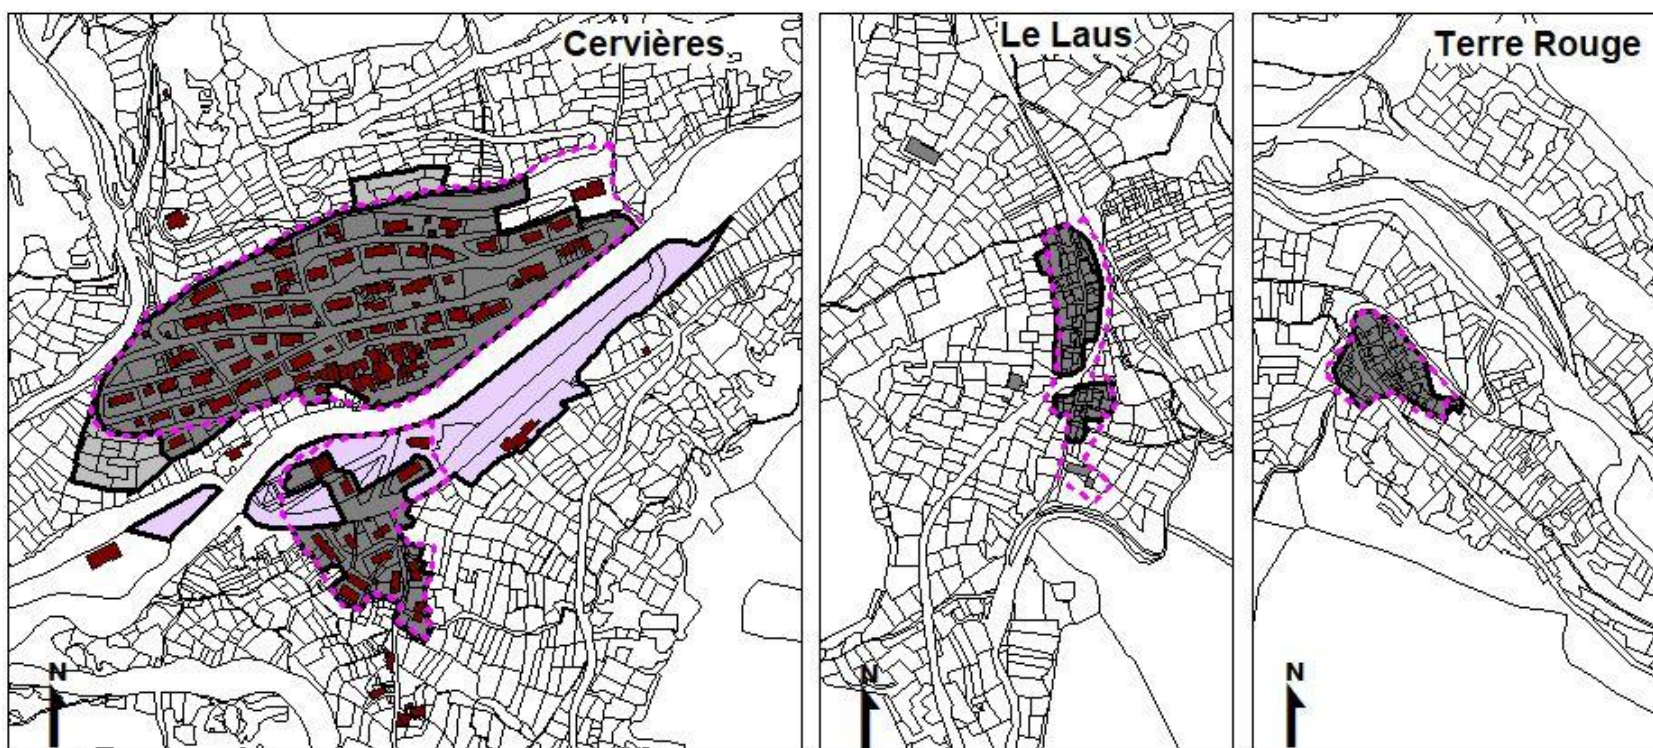 Cervières
Le Laus
Terre Rouge
N
N
N